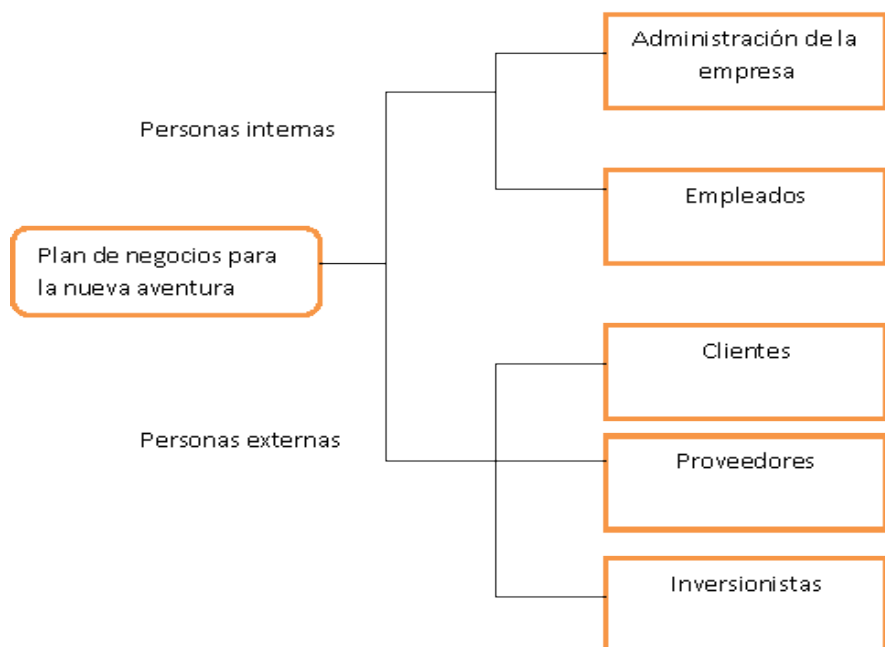 Administración de la
empresa
Personas internas
Empleados
Plan de negocios para
la nueva aventura
Clientes
Personas externas
Proveedores
Inversionistas